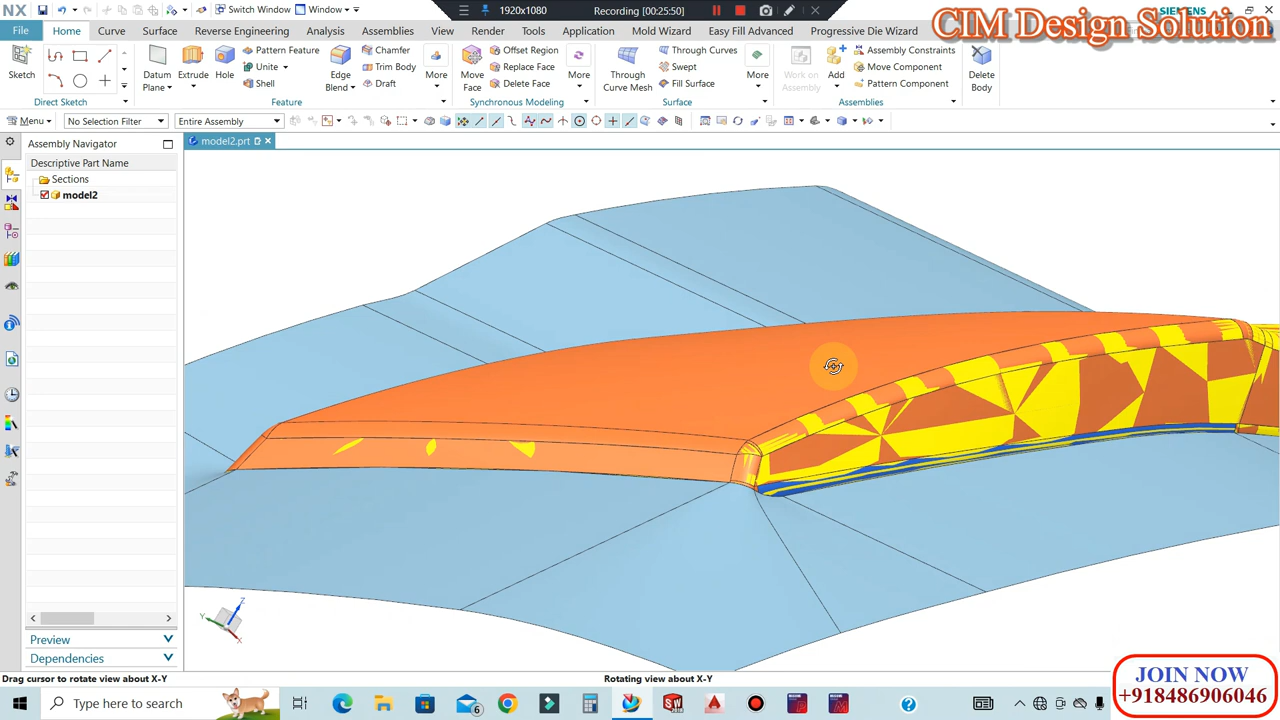 NX
Switch Window
Window
1920x1080
Recording [00:25:50]
SIEMENS
CIM Design Solution
File
Home
Curve
Surface
Reverse Engineering
Analysis
Assemblies
View
Render
Tools
Application
Mold Wizard
Easy Fill Advanced
Progressive Die Wizard
Sketch
Direct Sketch
Datum Plane
Extrude
Hole
Pattern Feature
Unite
Shell
Edge Blend
Chamfer
Trim Body
Draft
More
Feature
Move Face
Offset Region
Replace Face
Delete Face
More
Synchronous Modeling
Through Curve Mesh
Through Curves
Swept
Fill Surface
More
Surface
Work on Assembly
Add
Assembly Constraints
Move Component
Pattern Component
Assemblies
Delete Body
Menu
No Selection Filter
Entire Assembly
Assembly Navigator
model2.prt
Descriptive Part Name
Sections
model2
Z
Y
X
Preview
Dependencies
Drag cursor to rotate view about X-Y
Rotating view about X-Y
JOIN NOW
+918486906046
Type here to search
6
SW